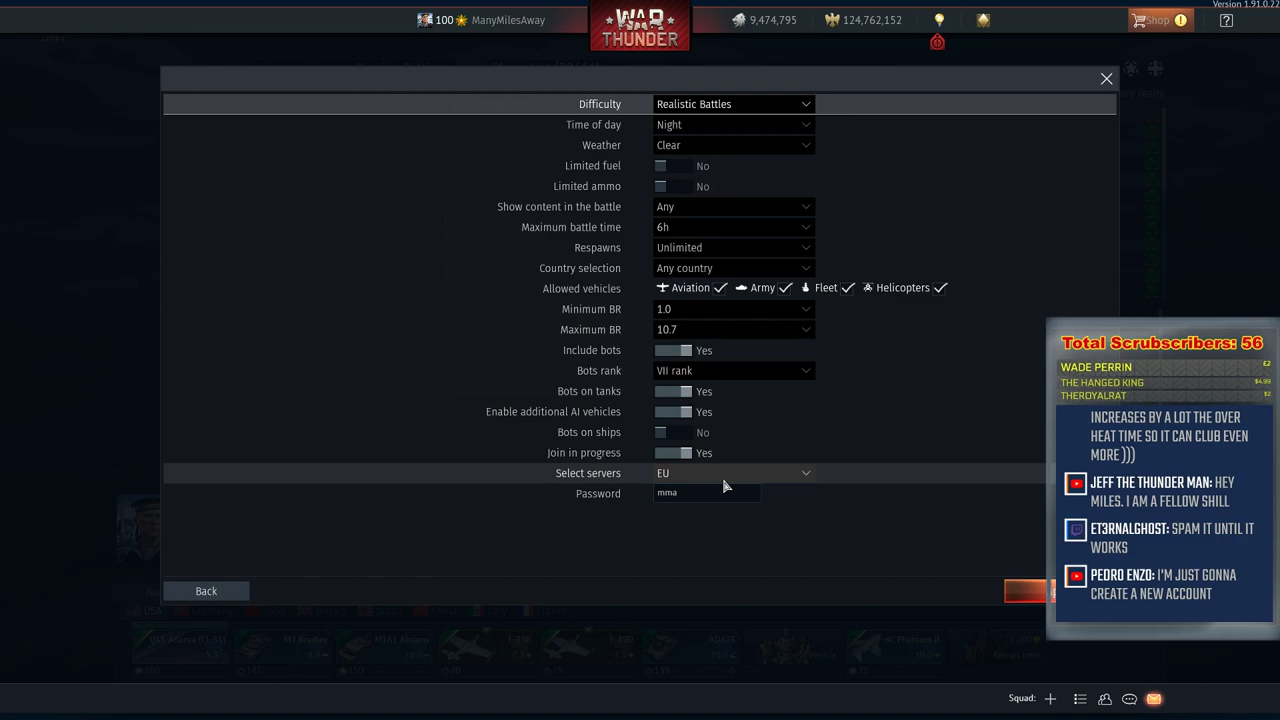 Version 1.91.0.22
100 ManyMilesAway
WAR THUNDER
9,474,795
124,762,152
Shop
Difficulty Realistic Battles
Time of day Night
Weather Clear
Limited fuel No
Limited ammo No
Show content in the battle Any
Maximum battle time 6h
Respawns Unlimited
Country selection Any country
Allowed vehicles Aviation Army Fleet Helicopters
Minimum BR 1.0
Maximum BR 10.7
Include bots Yes
Bots rank VII rank
Bots on tanks Yes
Enable additional AI vehicles Yes
Bots on ships No
Join in progress Yes
Select servers EU
Password mma
Back
Total Scrubscribers: 56
WADE PERRIN £2
THE HANGED KING $4.99
THEROYALRAT $2
INCREASES BY A LOT THE OVER
HEAT TIME SO IT CAN CLUB EVEN
MORE )))
JEFF THE THUNDER MAN: HEY
MILES. I AM A FELLOW SHILL
ET3RNALGHOST: SPAM IT UNTIL IT
WORKS
PEDRO ENZO: I'M JUST GONNA
CREATE A NEW ACCOUNT
Squad: